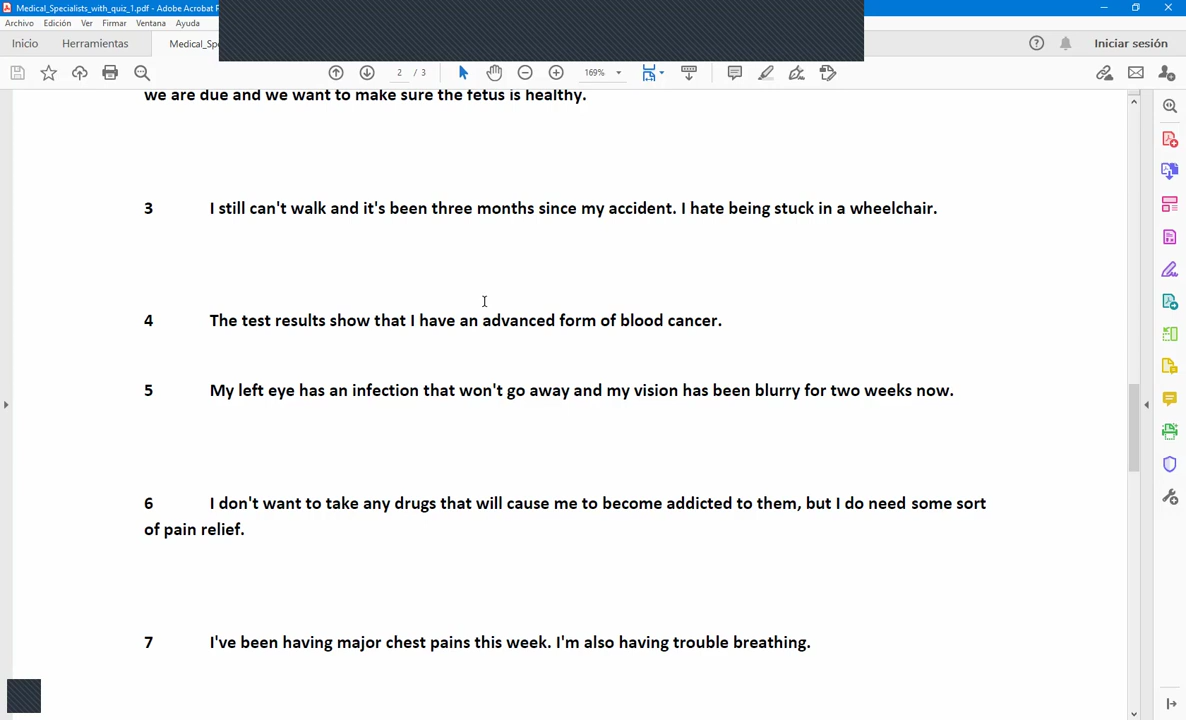 Medical_Specialists_with_quiz_1.pdf - Adobe Acrobat
Archivo Edición Ver Firmar Ventana Ayuda
Inicio Herramientas Iniciar sesión
2 / 3 169%
we are due and we want to make sure the fetus is healthy.
3 I still can't walk and it's been three months since my accident. I hate being stuck in a wheelchair.
4 The test results show that I have an advanced form of blood cancer.
5 My left eye has an infection that won't go away and my vision has been blurry for two weeks now.
6 I don't want to take any drugs that will cause me to become addicted to them, but I do need some sort
of pain relief.
7 I've been having major chest pains this week. I'm also having trouble breathing.